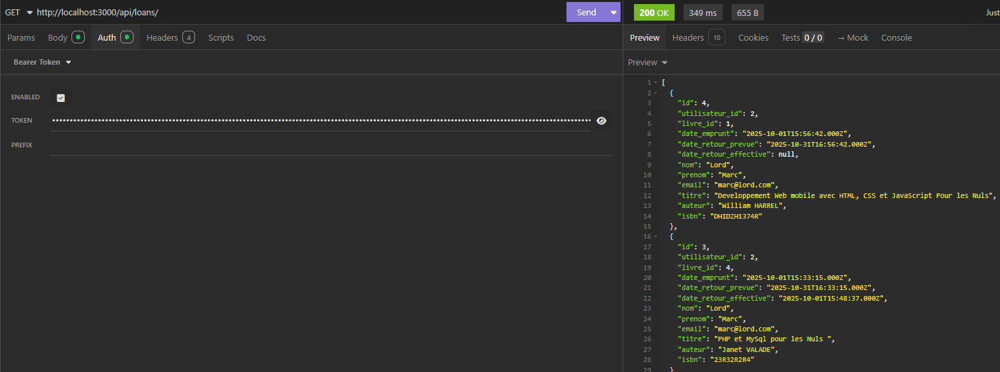 GET http://localhost:3000/api/loans/ Send 200 OK 349 ms 655 B Just
Params Body Auth Headers 4 Scripts Docs Preview Headers 10 Cookies Tests 0 / 0 → Mock Console
Bearer Token Preview
ENABLED
TOKEN ••••••••••••••••••••••••••••••••••••••••
PREFIX
1 [
2 {
3 "id": 4,
4 "utilisateur_id": 2,
5 "livre_id": 1,
6 "date_emprunt": "2025-10-01T15:56:42.000Z",
7 "date_retour_prevue": "2025-10-31T16:56:42.000Z",
8 "date_retour_effective": null,
9 "nom": "Lord",
10 "prenom": "Marc",
11 "email": "marc@lord.com",
12 "titre": "Developpement Web mobile avec HTML, CSS et JavaScript Pour les Nuls",
13 "auteur": "William HARREL",
14 "isbn": "DHIDZH1374R"
15 },
16 {
17 "id": 3,
18 "utilisateur_id": 2,
19 "livre_id": 4,
20 "date_emprunt": "2025-10-01T15:33:15.000Z",
21 "date_retour_prevue": "2025-10-31T16:33:15.000Z",
22 "date_retour_effective": "2025-10-01T15:48:37.000Z",
23 "nom": "Lord",
24 "prenom": "Marc",
25 "email": "marc@lord.com",
26 "titre": "PHP et MySql pour les Nuls ",
27 "auteur": "Janet VALADE",
28 "isbn": "23R32R2R4"
29 }